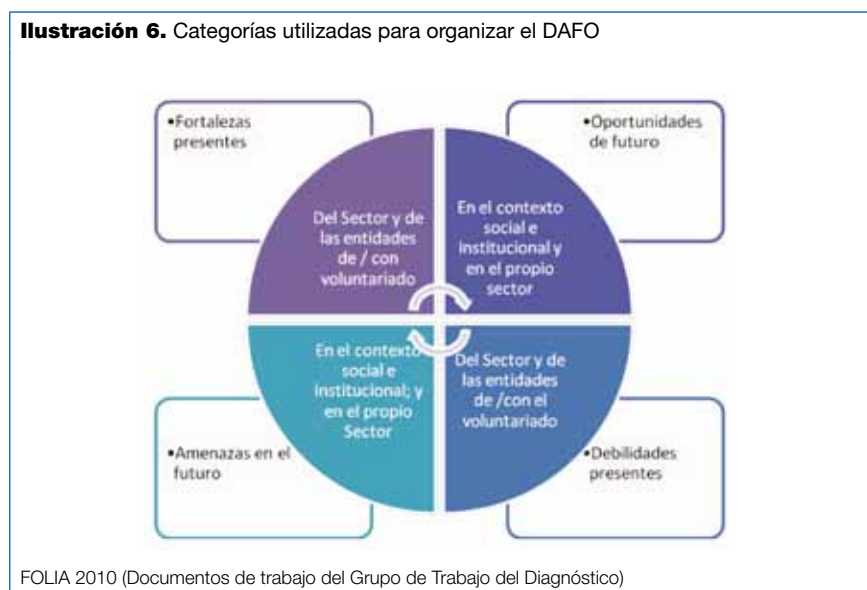 Ilustración 6. Categorías utilizadas para organizar el DAFO
•Fortalezas
presentes
•Oportunidades
de futuro
Del Sector y de
las entidades
de / con
voluntariado
En el contexto
social e
institucional y
en el propio
sector
En el contexto
social e
institucional; y
en el propio
Sector
Del Sector y de
las entidades
de /con el
voluntariado
•Amenazas en el
futuro
•Debilidades
presentes
FOLIA 2010 (Documentos de trabajo del Grupo de Trabajo del Diagnóstico)